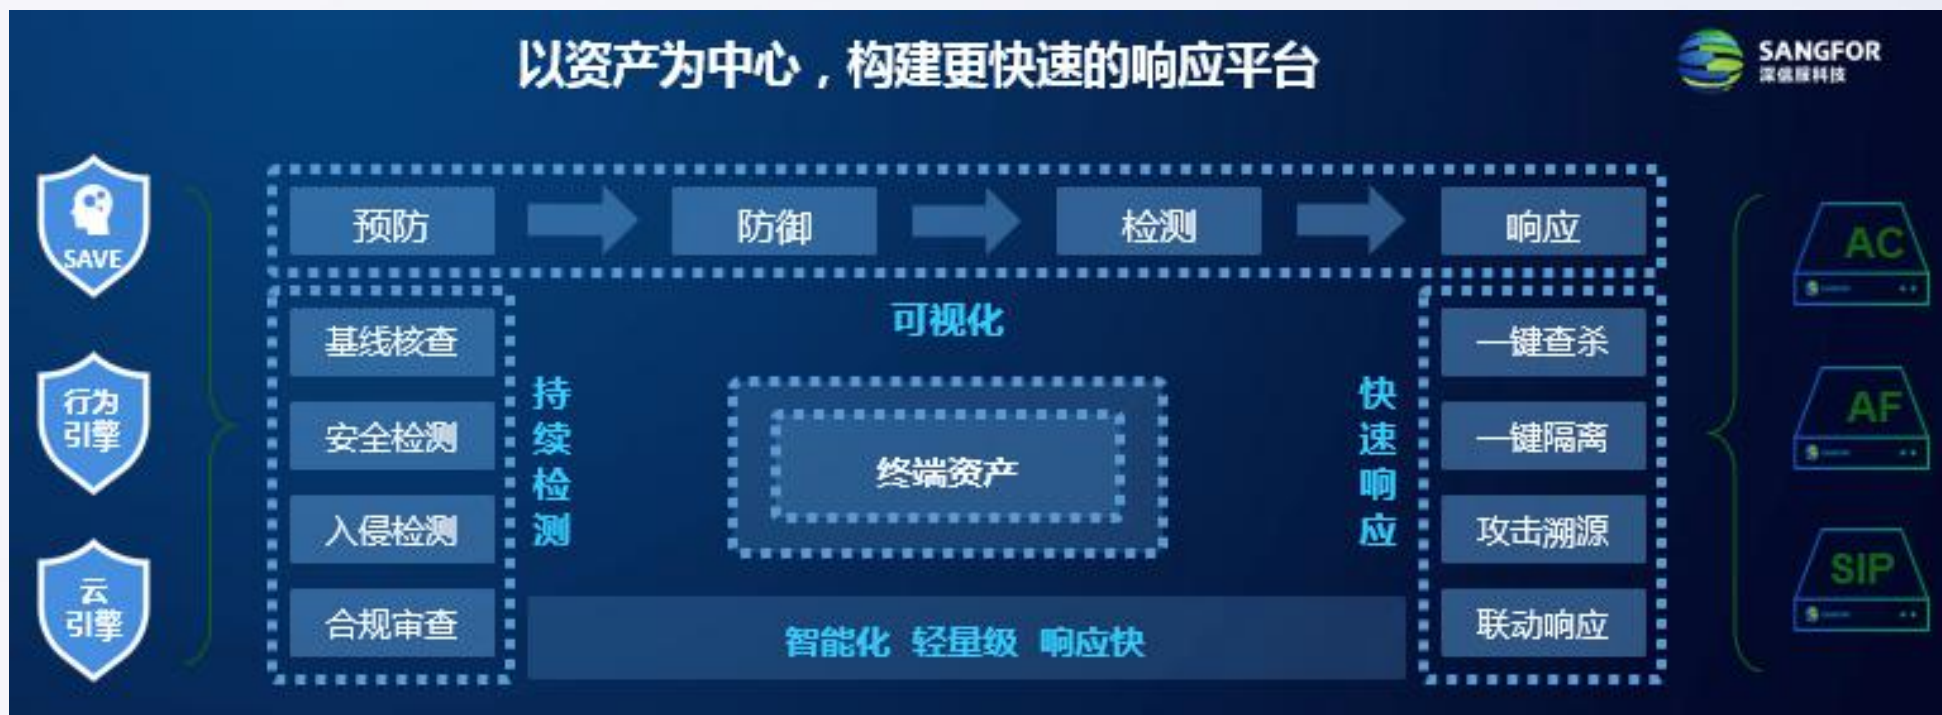 以资产为中心，构建更快速的响应平台
SANGFOR
深信服科技
SAVE
行为
引擎
云
引擎
预防
防御
检测
响应
基线核查
安全检测
入侵检测
合规审查
持续检测
可视化
终端资产
智能化 轻量级 响应快
快速响应
一键查杀
一键隔离
攻击溯源
联动响应
AC
AF
SIP